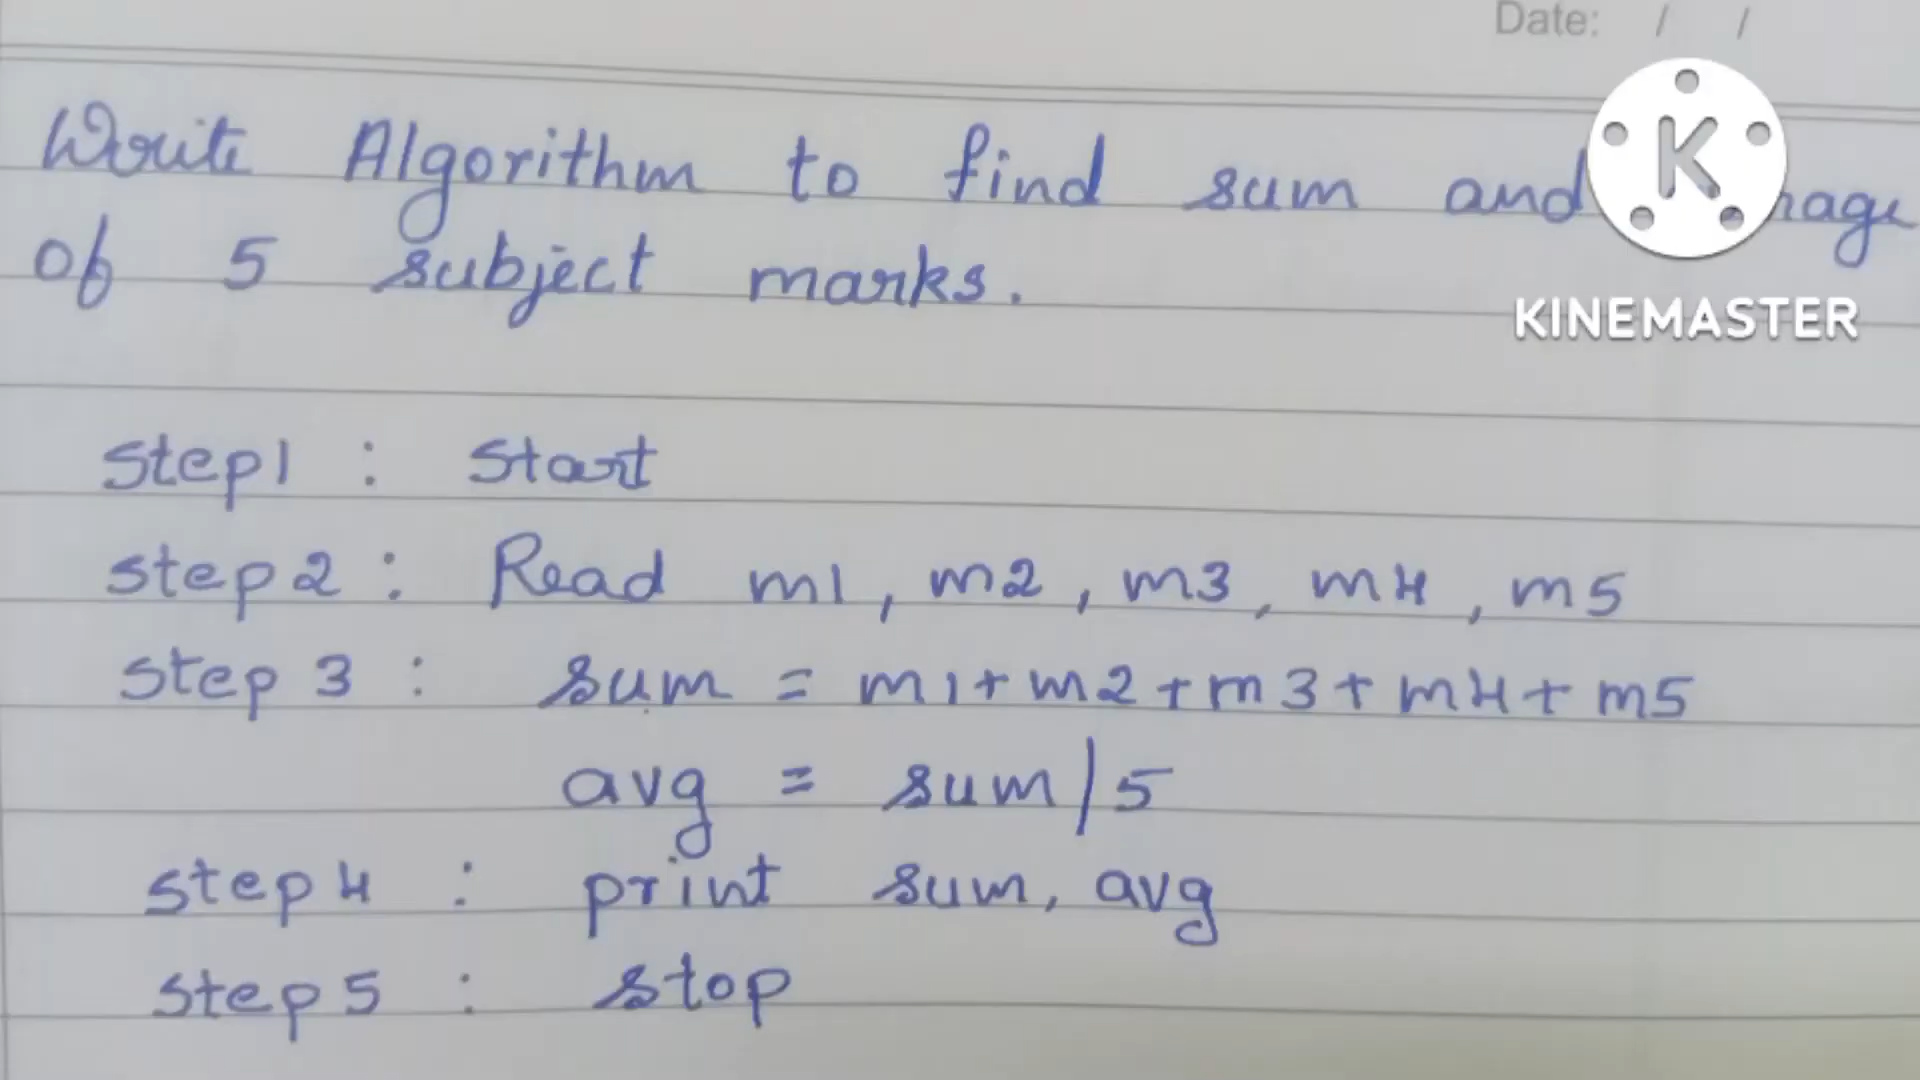 Date: / /
Write Algorithm to find sum and
of 5 subject marks.
KINEMASTER
Step1 : Start
step2 : Read m1, m2, m3, m4, m5
step 3 : sum = m1+m2+m3+m4+m5
avg = sum/5
step4 : print sum, avg
step5 : stop